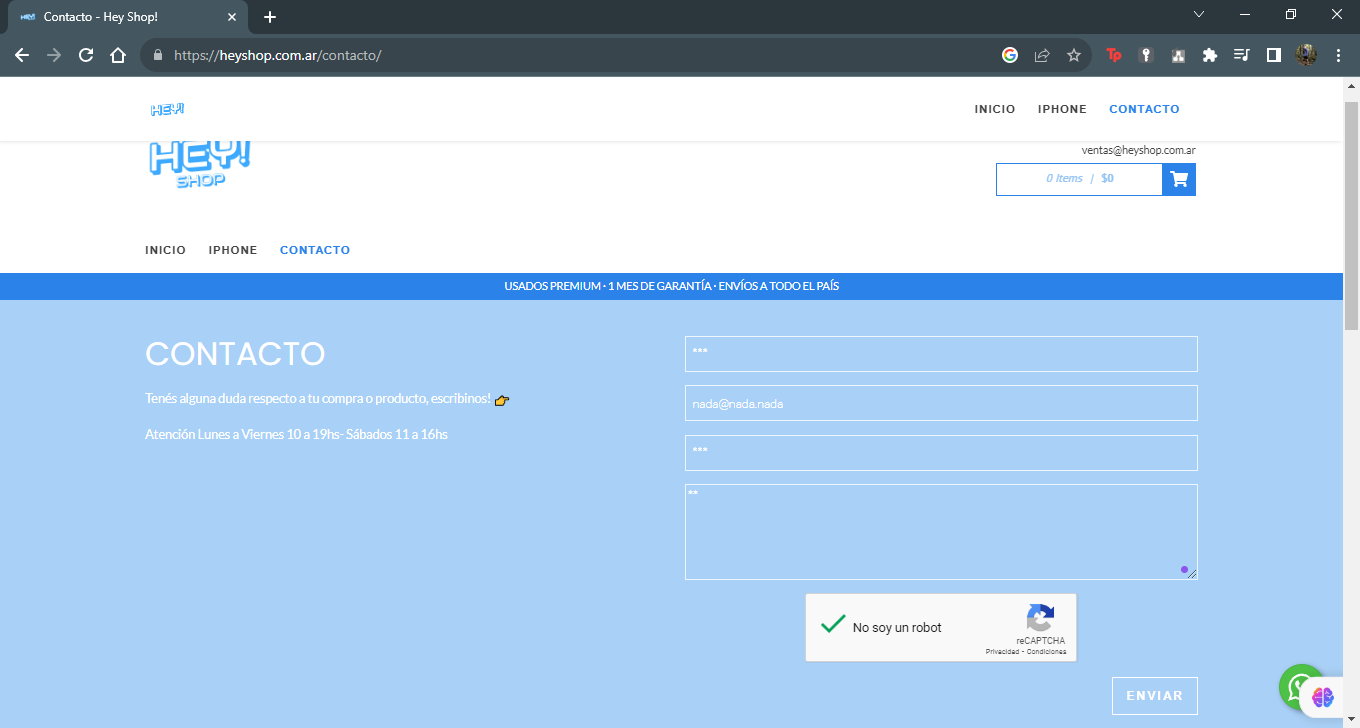 Contacto - Hey Shop!
https://heyshop.com.ar/contacto/
Tp
HEY!
INICIO IPHONE CONTACTO
HEY!
SHOP
ventas@heyshop.com.ar
0 Items / $0
INICIO IPHONE CONTACTO
USADOS PREMIUM · 1 MES DE GARANTÍA · ENVÍOS A TODO EL PAÍS
CONTACTO
Tenés alguna duda respecto a tu compra o producto, escribinos! 👉
Atención Lunes a Viernes 10 a 19hs- Sábados 11 a 16hs
***
nada@nada.nada
***
**
No soy un robot
reCAPTCHA
Privacidad - Condiciones
ENVIAR